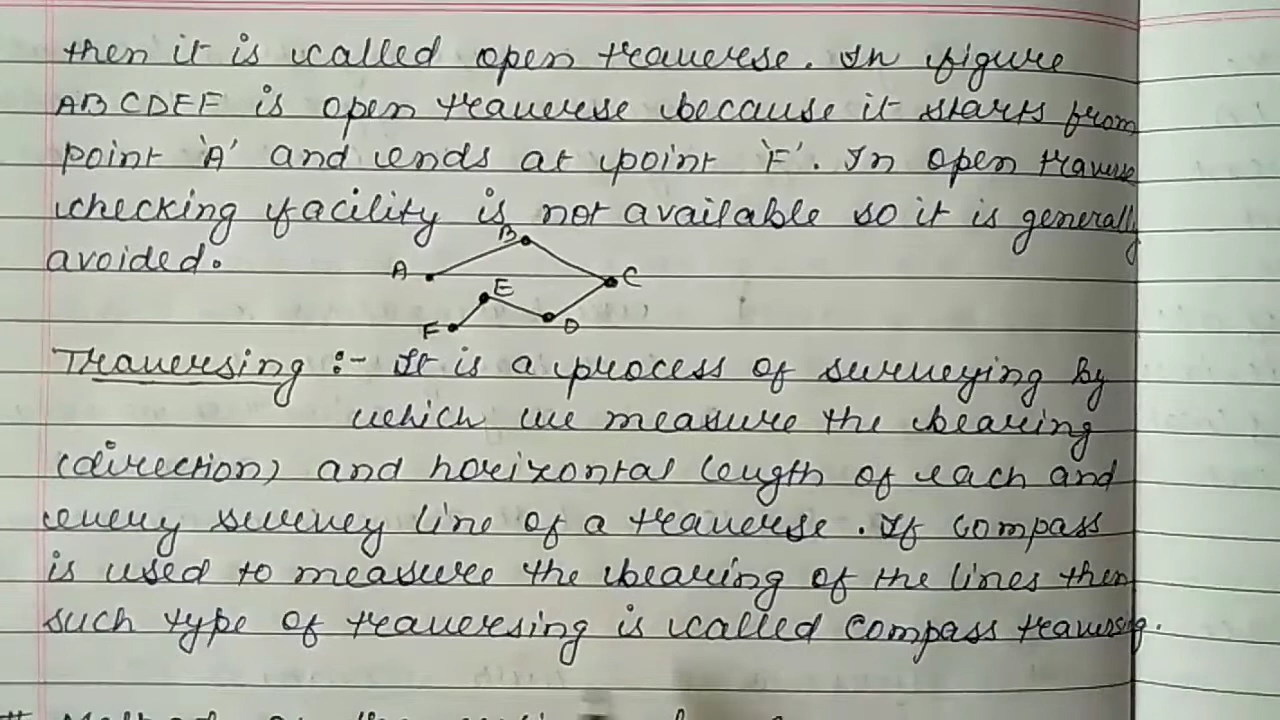 then it is called open traverse. In figure
ABCDEF is open traverse because it starts from
point 'A' and ends at point 'F'. In open traverse
checking facility is not available so it is generally
avoided.
B
A
C
E
F
D
Traversing :- It is a process of surveying by
which we measure the bearing
(direction) and horizontal length of each and
every survey line of a traverse. If compass
is used to measure the bearing of the lines then
such type of traversing is called compass traversing.